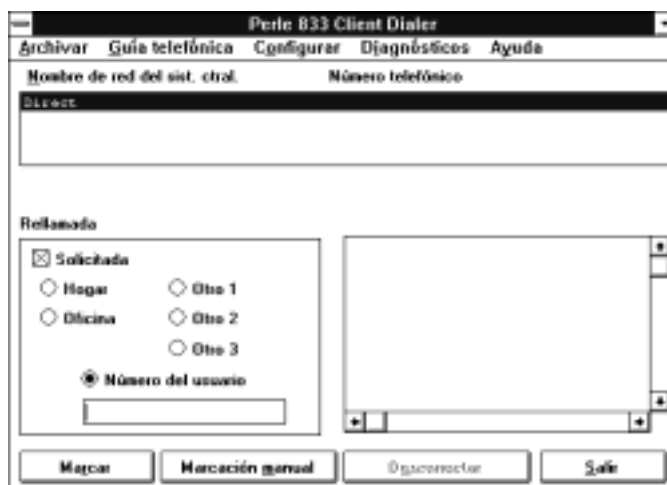 Perle 833 Client Dialer
Archivar Guía telefónica Configurar Diagnósticos Ayuda
Nombre de red del sist. ctral. Número telefónico
Direct
Rellamada
Solicitada
Hogar Otro 1
Oficina Otro 2
Otro 3
Número del usuario
Marcar Marcación manual Desconectar Salir